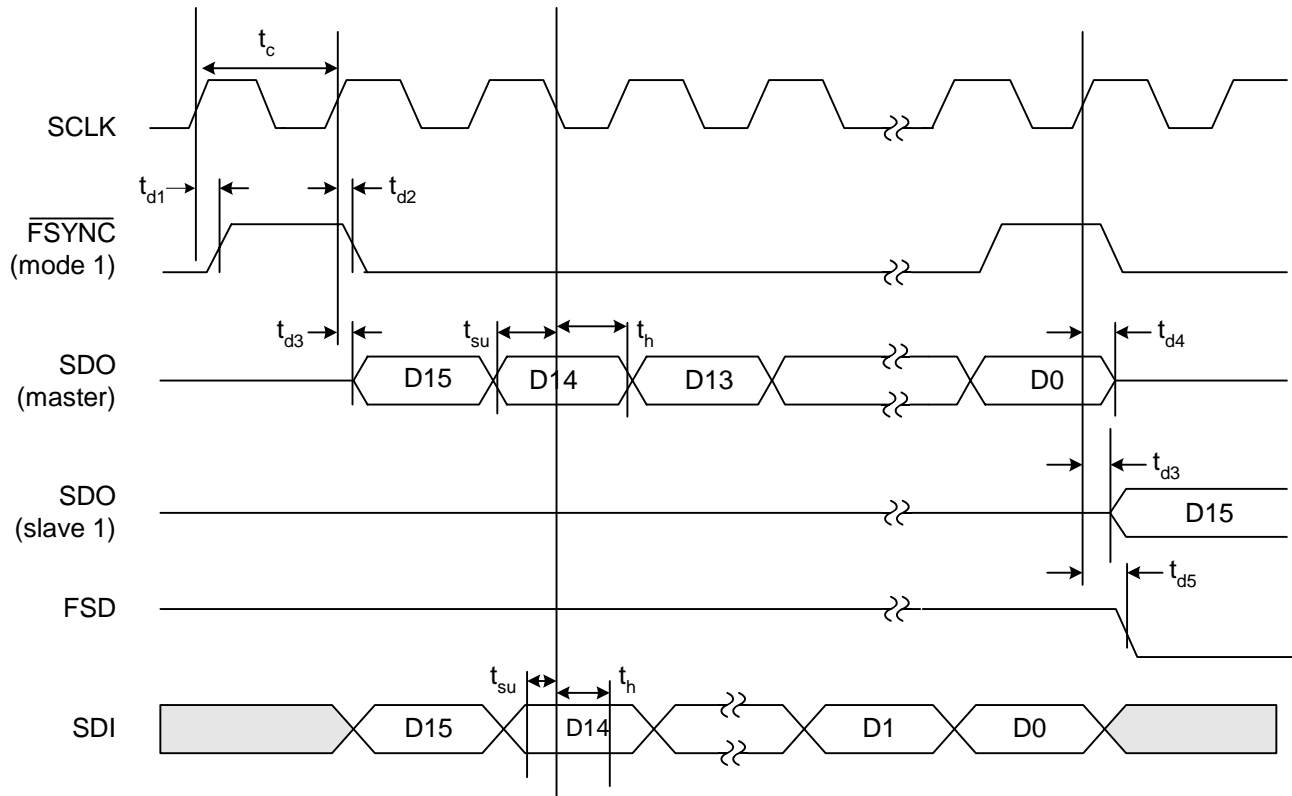 t_c
SCLK
t_d1
t_d2
FSYNC
(mode 1)
t_d3
t_su
t_h
t_d4
SDO
(master)
D15
D14
D13
D0
t_d3
SDO
(slave 1)
D15
t_d5
FSD
t_su
t_h
SDI
D15
D14
D1
D0